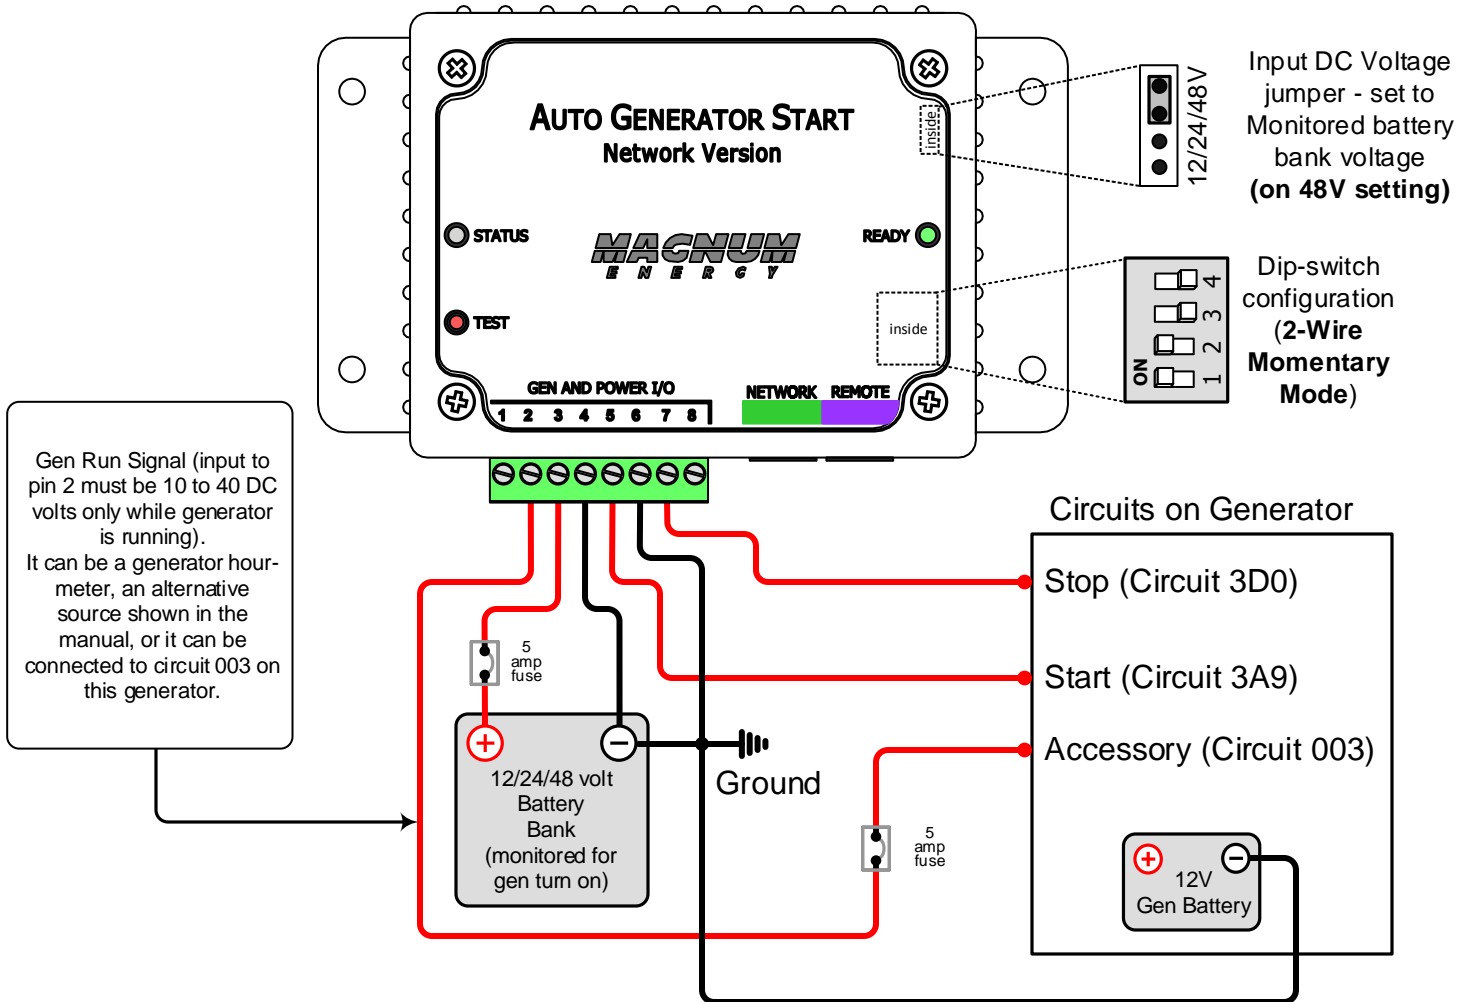 AUTO GENERATOR START
Network Version
inside
STATUS
MAGNUM
ENERGY
READY
TEST
inside
GEN AND POWER I/O
1 2 3 4 5 6 7 8
NETWORK
REMOTE
12/24/48V
Input DC Voltage
jumper - set to
Monitored battery
bank voltage
(on 48V setting)
4
3
2
1
ON
Dip-switch
configuration
(2-Wire
Momentary
Mode)
Gen Run Signal (input to
pin 2 must be 10 to 40 DC
volts only while generator
is running).
It can be a generator hour-
meter, an alternative
source shown in the
manual, or it can be
connected to circuit 003 on
this generator.
5
amp
fuse
+
−
12/24/48 volt
Battery
Bank
(monitored for
gen turn on)
Ground
5
amp
fuse
Circuits on Generator
Stop (Circuit 3D0)
Start (Circuit 3A9)
Accessory (Circuit 003)
+
−
12V
Gen Battery